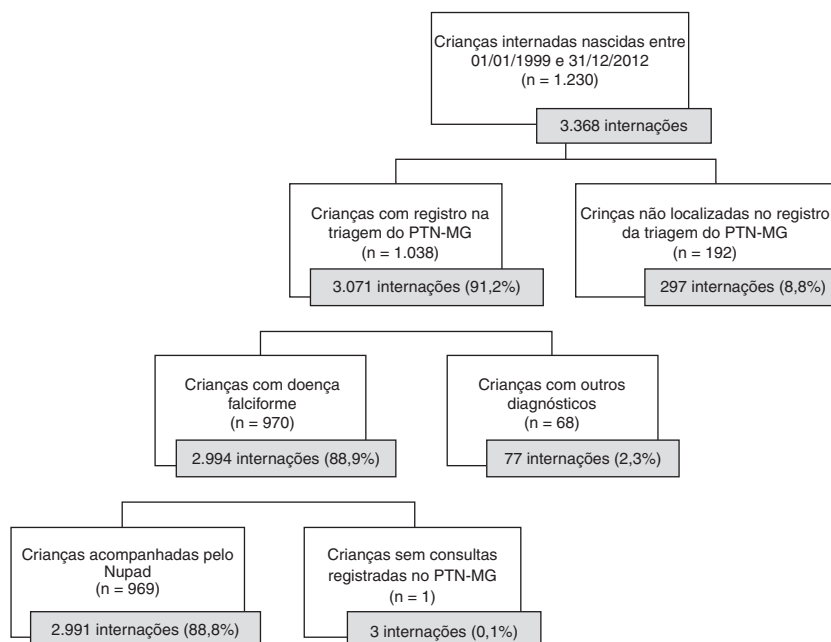 Crianças internadas nascidas entre
01/01/1999 e 31/12/2012
(n = 1.230)
3.368 internações
Crianças com registro na
triagem do PTN-MG
(n = 1.038)
3.071 internações (91,2%)
Crinças não localizadas no registro
da triagem do PTN-MG
(n = 192)
297 internações (8,8%)
Crianças com doença
falciforme
(n = 970)
2.994 internações (88,9%)
Crianças com outros
diagnósticos
(n = 68)
77 internações (2,3%)
Crianças acompanhadas pelo
Nupad
(n = 969)
2.991 internações (88,8%)
Crianças sem consultas
registradas no PTN-MG
(n = 1)
3 internações (0,1%)